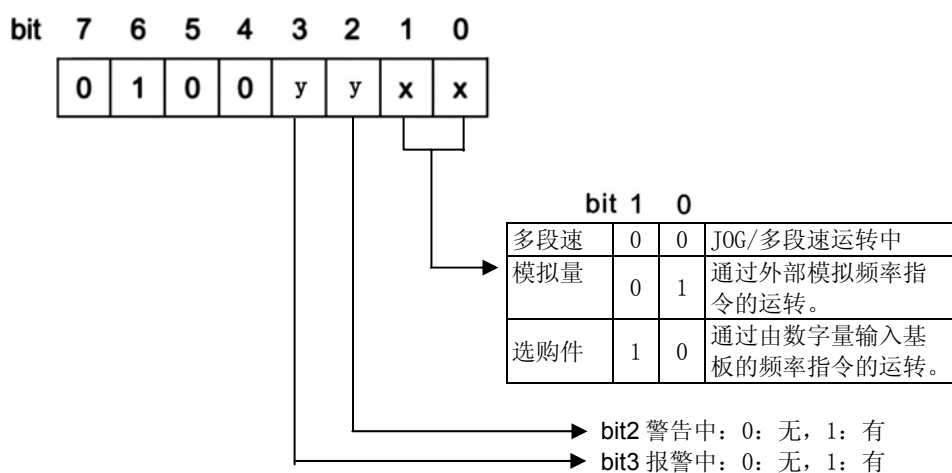 bit 7 6 5 4 3 2 1 0
0 1 0 0 y y x x
bit 1 0
多段速 0 0 JOG/多段速运转中
模拟量 0 1 通过外部模拟频率指
令的运转。
选购件 1 0 通过由数字量输入基
板的频率指令的运转。
bit2 警告中：0：无，1：有
bit3 报警中：0：无，1：有